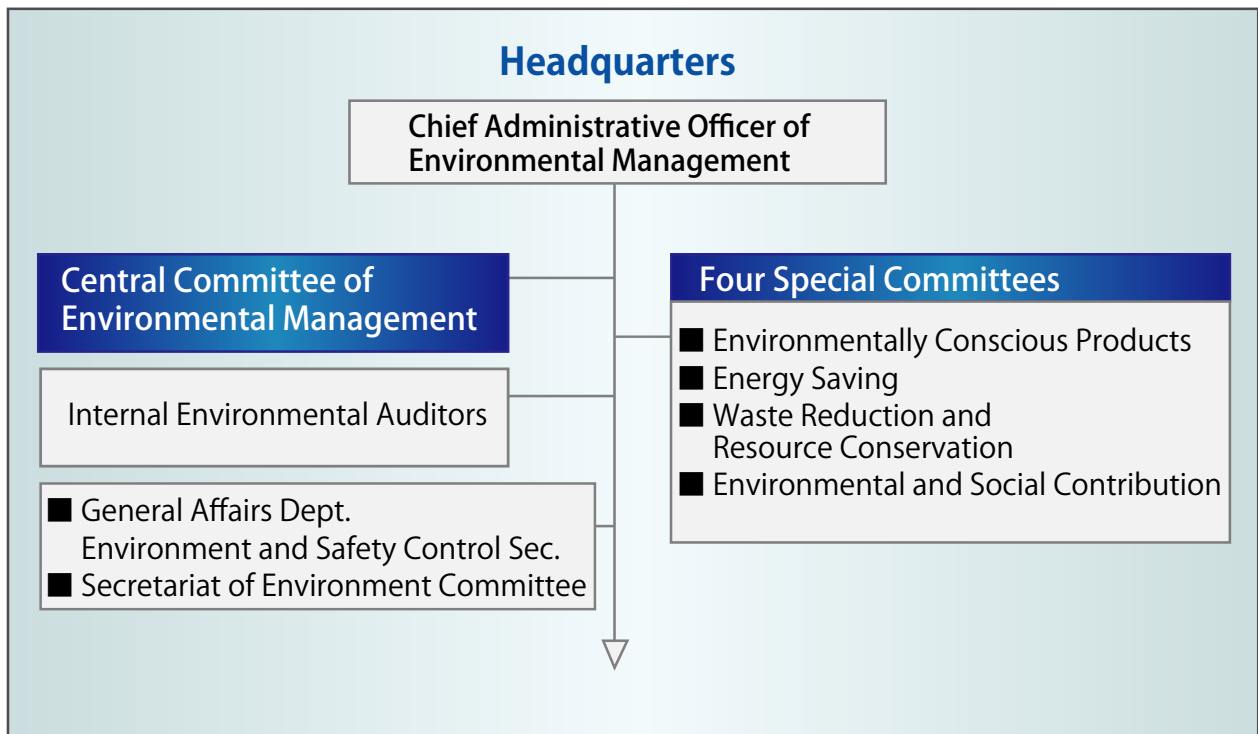 Headquarters
Chief Administrative Officer of
Environmental Management
Central Committee of
Environmental Management
Internal Environmental Auditors
■ General Affairs Dept.
Environment and Safety Control Sec.
■ Secretariat of Environment Committee
Four Special Committees
■ Environmentally Conscious Products
■ Energy Saving
■ Waste Reduction and
Resource Conservation
■ Environmental and Social Contribution